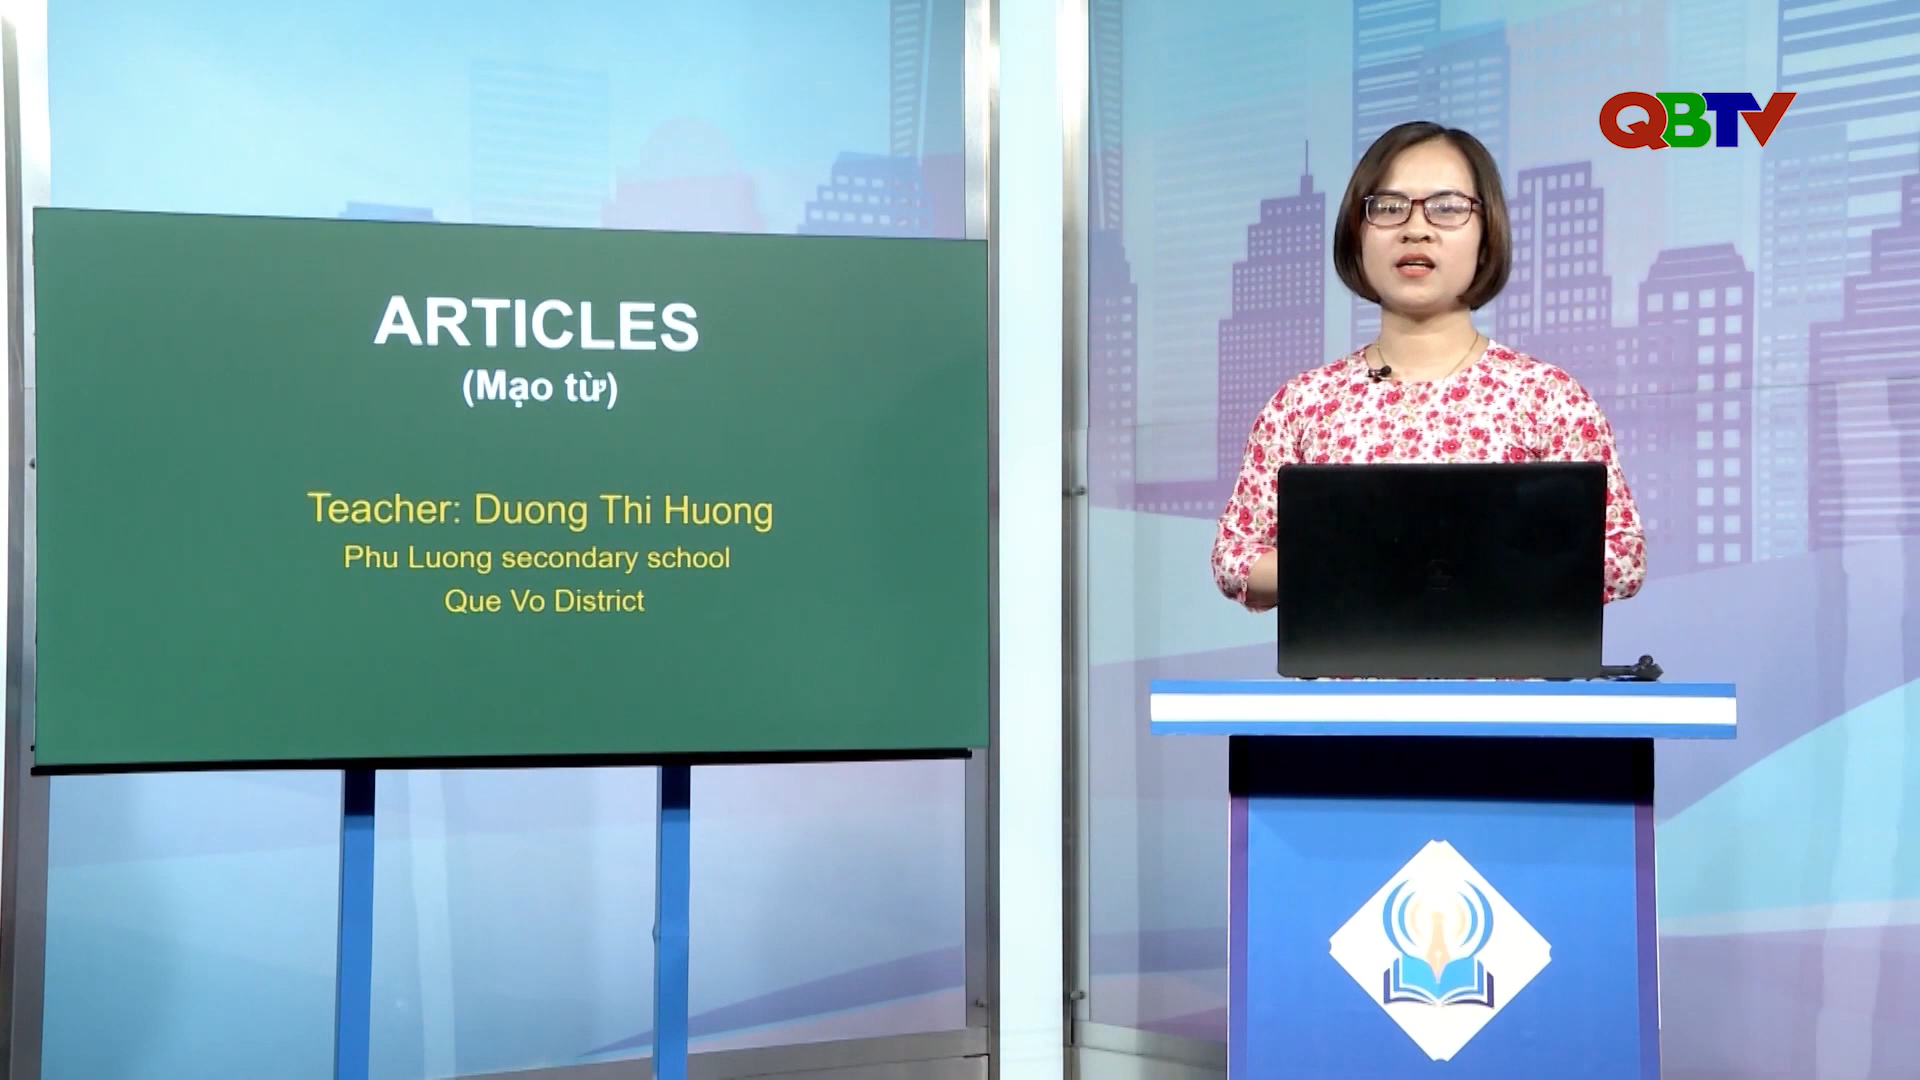 QBTV
ARTICLES
(Mạo từ)
Teacher: Duong Thi Huong
Phu Luong secondary school
Que Vo District